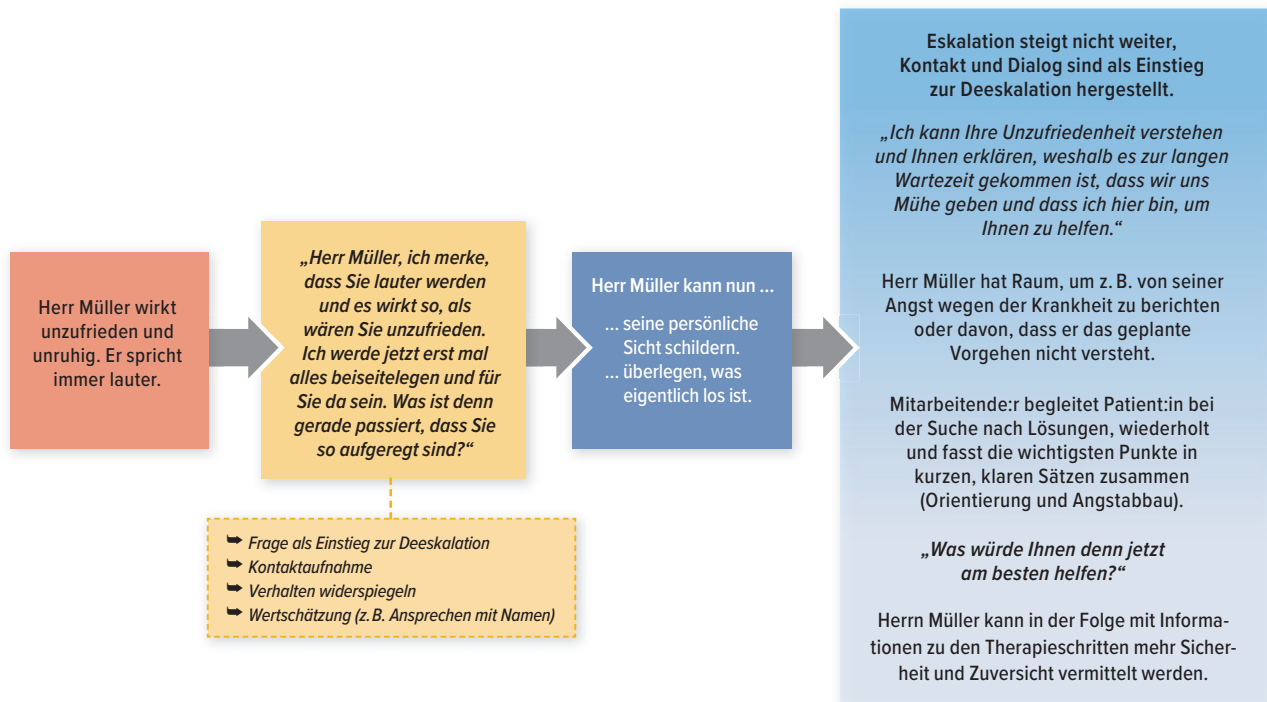 Herr Müller wirkt
unzufrieden und
unruhig. Er spricht
immer lauter.
„Herr Müller, ich merke,
dass Sie lauter werden
und es wirkt so, als
wären Sie unzufrieden.
Ich werde jetzt erst mal
alles beiseitelegen und für
Sie da sein. Was ist denn
gerade passiert, dass Sie
so aufgeregt sind?“
➥ Frage als Einstieg zur Deeskalation
➥ Kontaktaufnahme
➥ Verhalten widerspiegeln
➥ Wertschätzung (z. B. Ansprechen mit Namen)
Herr Müller kann nun ...
... seine persönliche
Sicht schildern.
... überlegen, was
eigentlich los ist.
Eskalation steigt nicht weiter,
Kontakt und Dialog sind als Einstieg
zur Deeskalation hergestellt.
„Ich kann Ihre Unzufriedenheit verstehen
und Ihnen erklären, weshalb es zur langen
Wartezeit gekommen ist, dass wir uns
Mühe geben und dass ich hier bin, um
Ihnen zu helfen.“
Herr Müller hat Raum, um z. B. von seiner
Angst wegen der Krankheit zu berichten
oder davon, dass er das geplante
Vorgehen nicht versteht.
Mitarbeitende:r begleitet Patient:in bei
der Suche nach Lösungen, wiederholt
und fasst die wichtigsten Punkte in
kurzen, klaren Sätzen zusammen
(Orientierung und Angstabbau).
„Was würde Ihnen denn jetzt
am besten helfen?“
Herrn Müller kann in der Folge mit Informa-
tionen zu den Therapieschritten mehr Sicher-
heit und Zuversicht vermittelt werden.